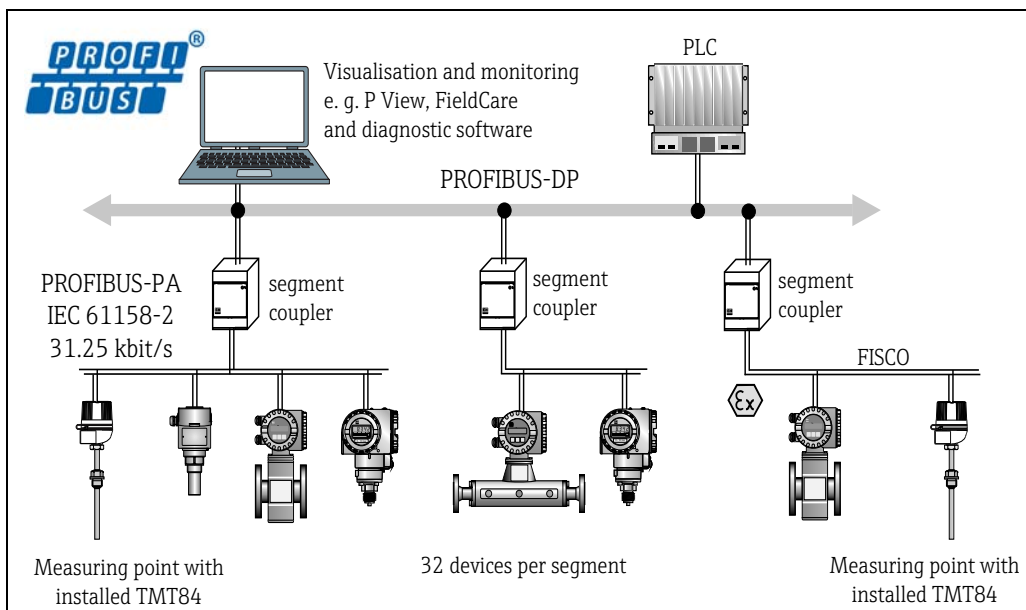 PROFI®
BUS
Visualisation and monitoring
e. g. P View, FieldCare
and diagnostic software
PLC
PROFIBUS-DP
PROFIBUS-PA
IEC 61158-2
31.25 kbit/s
segment
coupler
segment
coupler
segment
coupler
FISCO
Ex
Measuring point with
installed TMT84
32 devices per segment
Measuring point with
installed TMT84